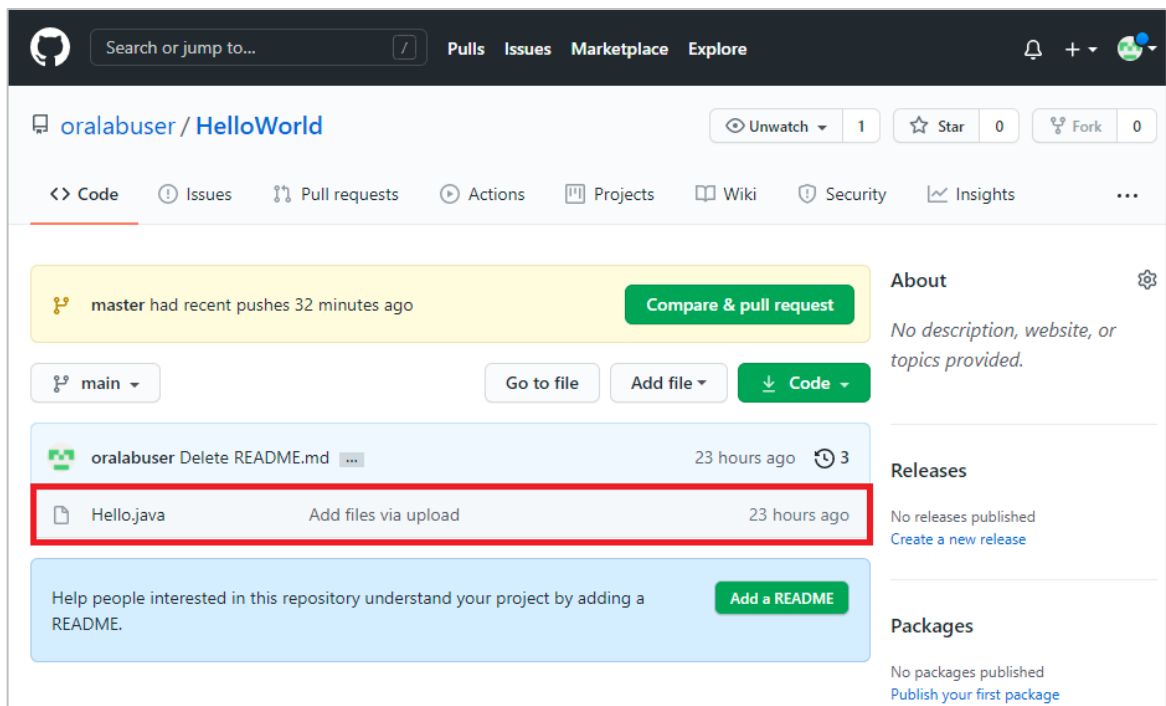 Search or jump to... / Pulls Issues Marketplace Explore
oralabuser / HelloWorld Unwatch 1 Star 0 Fork 0
Code Issues Pull requests Actions Projects Wiki Security Insights ...
master had recent pushes 32 minutes ago Compare & pull request
About
No description, website, or
topics provided.
main Go to file Add file Code
oralabuser Delete README.md ... 23 hours ago 3
Hello.java Add files via upload 23 hours ago
Releases
No releases published
Create a new release
Help people interested in this repository understand your project by adding a
README.
Add a README
Packages
No packages published
Publish your first package